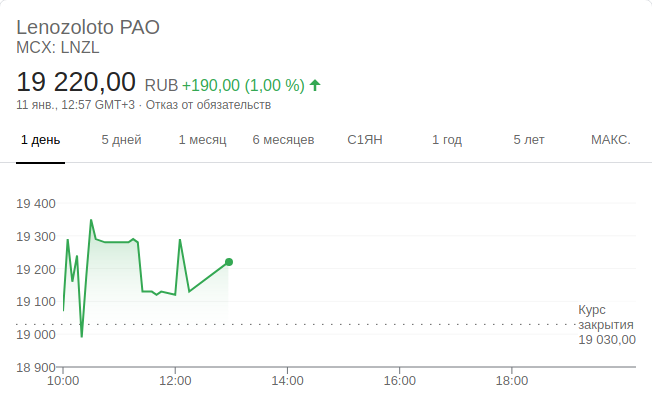 Lenozoloto PAO
MCX: LNZL
19 220,00 RUB +190,00 (1,00 %)
11 янв., 12:57 GMT+3 · Отказ от обязательств
1 день 5 дней 1 месяц 6 месяцев С1ЯН 1 год 5 лет МАКС.
19 400
19 300
19 200
19 100
19 000
18 900
Курс
закрытия
19 030,00
10:00 12:00 14:00 16:00 18:00